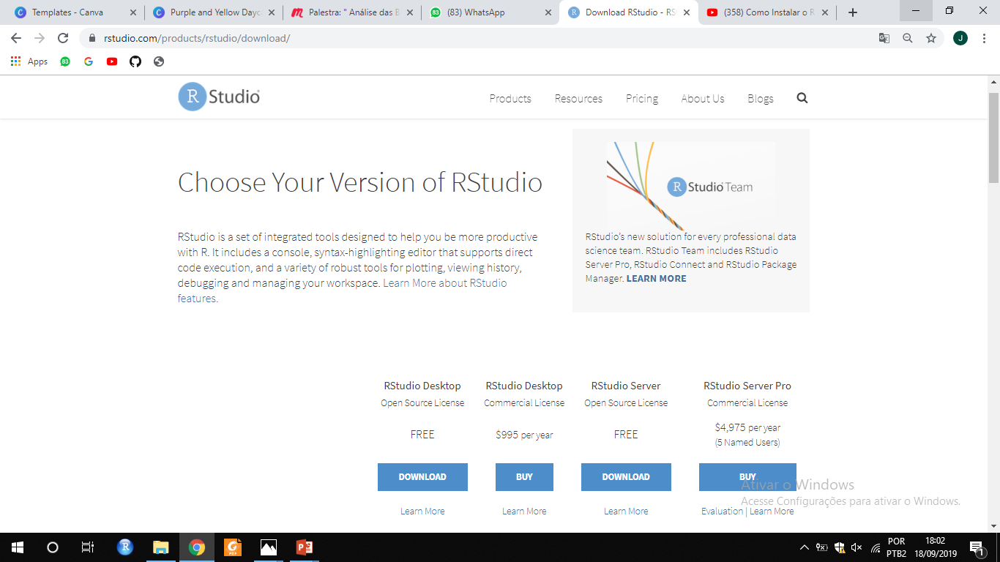 Templates - Canva
Purple and Yellow Dayc
Palestra: " Análise das B
(83) WhatsApp
Download RStudio - RS
(358) Como Instalar o R
rstudio.com/products/rstudio/download/
J
Apps
83
R Studio
Products
Resources
Pricing
About Us
Blogs
Choose Your Version of RStudio
RStudio is a set of integrated tools designed to help you be more productive
with R. It includes a console, syntax-highlighting editor that supports direct
code execution, and a variety of robust tools for plotting, viewing history,
debugging and managing your workspace. Learn More about RStudio
features.
R Studio Team
RStudio's new solution for every professional data
science team. RStudio Team includes RStudio
Server Pro, RStudio Connect and RStudio Package
Manager. LEARN MORE
RStudio Desktop
Open Source License
FREE
DOWNLOAD
Learn More
RStudio Desktop
Commercial License
$995 per year
BUY
Learn More
RStudio Server
Open Source License
FREE
DOWNLOAD
Learn More
RStudio Server Pro
Commercial License
$4,975 per year
(5 Named Users)
BUY
Evaluation | Learn More
Ativar o Windows
Acesse Configurações para ativar o Windows.
POR
PTB2
18:02
18/09/2019
1